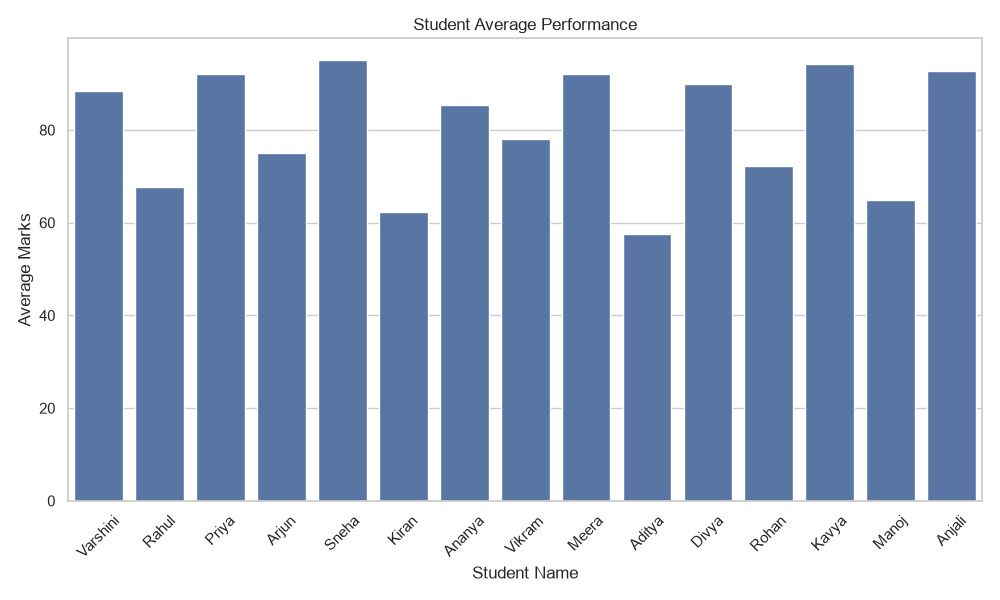 Student Average Performance
Average Marks
80
60
40
20
0
Varshini
Rahul
Priya
Arjun
Sneha
Kiran
Ananya
Vikram
Meera
Aditya
Divya
Rohan
Kavya
Manoj
Anjali
Student Name